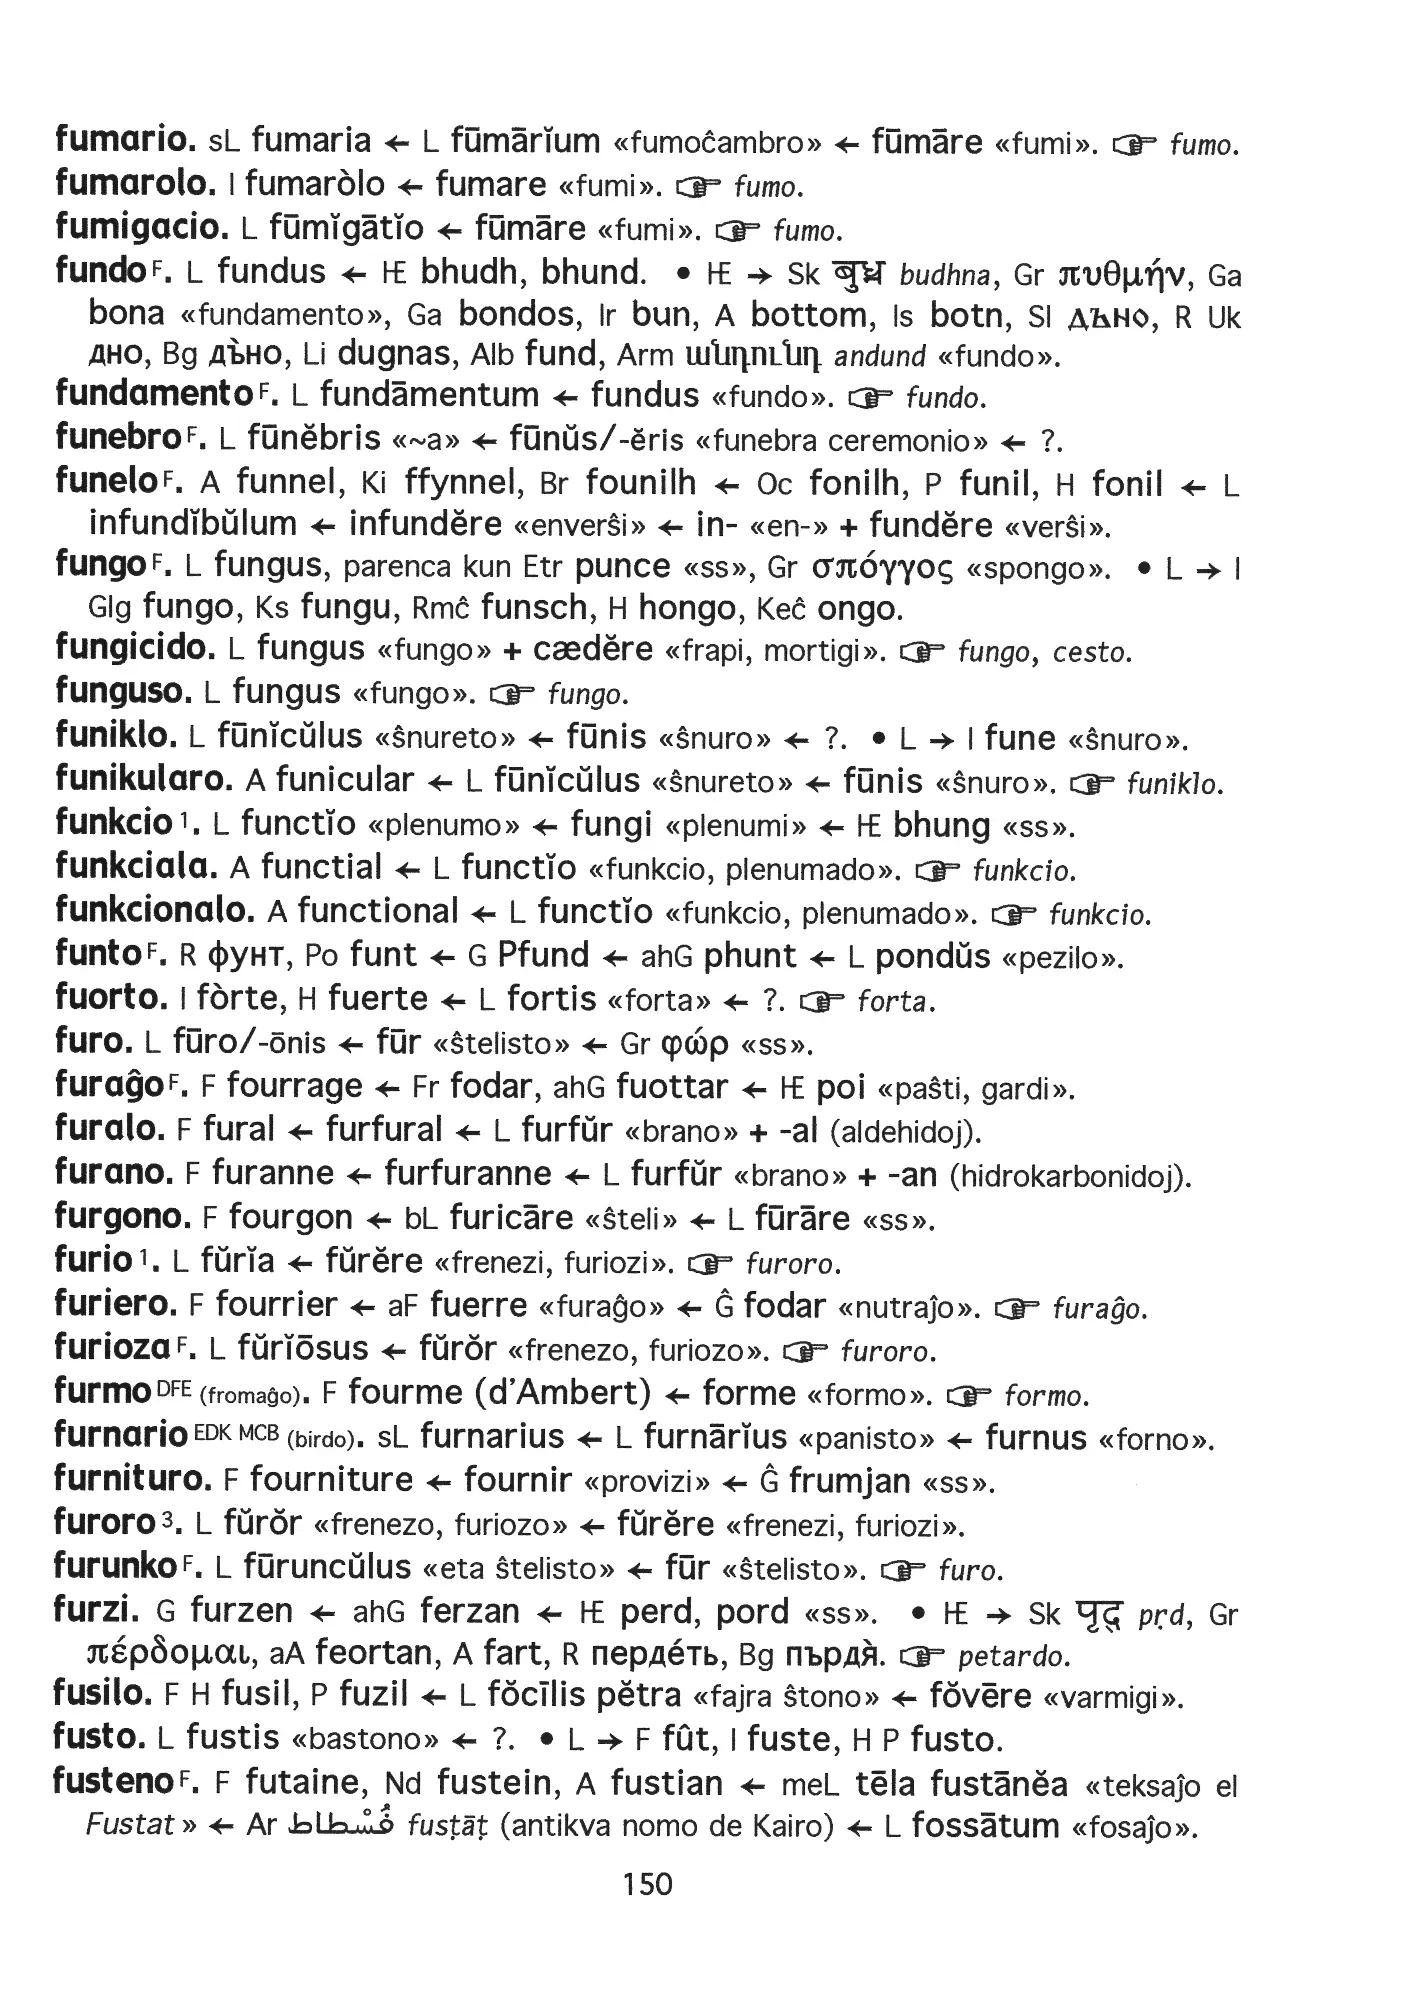 fumario. sL fumaria ← L fūmārĭum «fumoĉambro» ← fūmāre «fumi». ☞ fumo.
fumarolo. I fumaròlo ← fumare «fumi». ☞ fumo.
fumigacio. L fūmĭgātĭo ← fūmāre «fumi». ☞ fumo.
fundo F. L fundus ← IE bhudh, bhund. • IE → Sk बुध्न budhna, Gr πυθμήν, Ga
bona «fundamento», Ga bondos, Ir bun, A bottom, Is botn, Sl дъно, R Uk
дно, Bg дъ̀но, Li dugnas, Alb fund, Arm անդունդ andund «fundo».
fundamento F. L fundāmentum ← fundus «fundo». ☞ fundo.
funebro F. L fūnĕbris «~a» ← fūnŭs/-ĕris «funebra ceremonio» ← ?.
funelo F. A funnel, Ki ffynnel, Br founilh ← Oc fonilh, P funil, H fonil ← L
infundĭbŭlum ← infundĕre «enverŝi» ← in- «en-» + fundĕre «verŝi».
fungo F. L fungus, parenca kun Etr punce «ss», Gr σπόγγος «spongo». • L → I
Glg fungo, Ks fungu, Rmĉ funsch, H hongo, Keĉ ongo.
fungicido. L fungus «fungo» + cædĕre «frapi, mortigi». ☞ fungo, cesto.
funguso. L fungus «fungo». ☞ fungo.
funiklo. L fūnĭcŭlus «ŝnureto» ← fūnis «ŝnuro» ← ?. • L → I fune «ŝnuro».
funikularo. A funicular ← L fūnĭcŭlus «ŝnureto» ← fūnis «ŝnuro». ☞ funiklo.
funkcio 1. L functĭo «plenumo» ← fungi «plenumi» ← IE bhung «ss».
funkciala. A functial ← L functĭo «funkcio, plenumado». ☞ funkcio.
funkcionalo. A functional ← L functĭo «funkcio, plenumado». ☞ funkcio.
funto F. R фунт, Po funt ← G Pfund ← ahG phunt ← L pondŭs «pezilo».
fuorto. I fòrte, H fuerte ← L fortis «forta» ← ?. ☞ forta.
furo. L fūro/-ōnis ← fūr «ŝtelisto» ← Gr φώρ «ss».
furaĝo F. F fourrage ← Fr fodar, ahG fuottar ← IE poi «paŝti, gardi».
furalo. F fural ← furfural ← L furfŭr «brano» + -al (aldehidoj).
furano. F furanne ← furfuranne ← L furfŭr «brano» + -an (hidrokarbonidoj).
furgono. F fourgon ← bL furicāre «ŝteli» ← L fūrāre «ss».
furio 1. L fŭrĭa ← fŭrĕre «frenezi, furiozi». ☞ furoro.
furiero. F fourrier ← aF fuerre «furaĝo» ← Ĝ fodar «nutraĵo». ☞ furaĝo.
furioza F. L fŭrĭōsus ← fŭrŏr «frenezo, furiozo». ☞ furoro.
furmo DFE (fromaĝo). F fourme (d’Ambert) ← forme «formo». ☞ formo.
furnario EDK MCB (birdo). sL furnarius ← L furnārĭus «panisto» ← furnus «forno».
furnituro. F fourniture ← fournir «provizi» ← Ĝ frumjan «ss».
furoro 3. L fŭrŏr «frenezo, furiozo» ← fŭrĕre «frenezi, furiozi».
furunko F. L fūruncŭlus «eta ŝtelisto» ← fūr «ŝtelisto». ☞ furo.
furzi. G furzen ← ahG ferzan ← IE perd, pord «ss». • IE → Sk पृद् pṛd, Gr
πέρδομαι, aA feortan, A fart, R пердéть, Bg пърдя̀. ☞ petardo.
fusilo. F H fusil, P fuzil ← L fŏcīlis pĕtra «fajra ŝtono» ← fŏvēre «varmigi».
fusto. L fustis «bastono» ← ?. • L → F fût, I fuste, H P fusto.
fusteno F. F futaine, Nd fustein, A fustian ← meL tēla fustānĕa «teksaĵo el
Fustat» ← Ar فُسْطاط fusṭāṭ (antikva nomo de Kairo) ← L fossātum «fosaĵo».
150